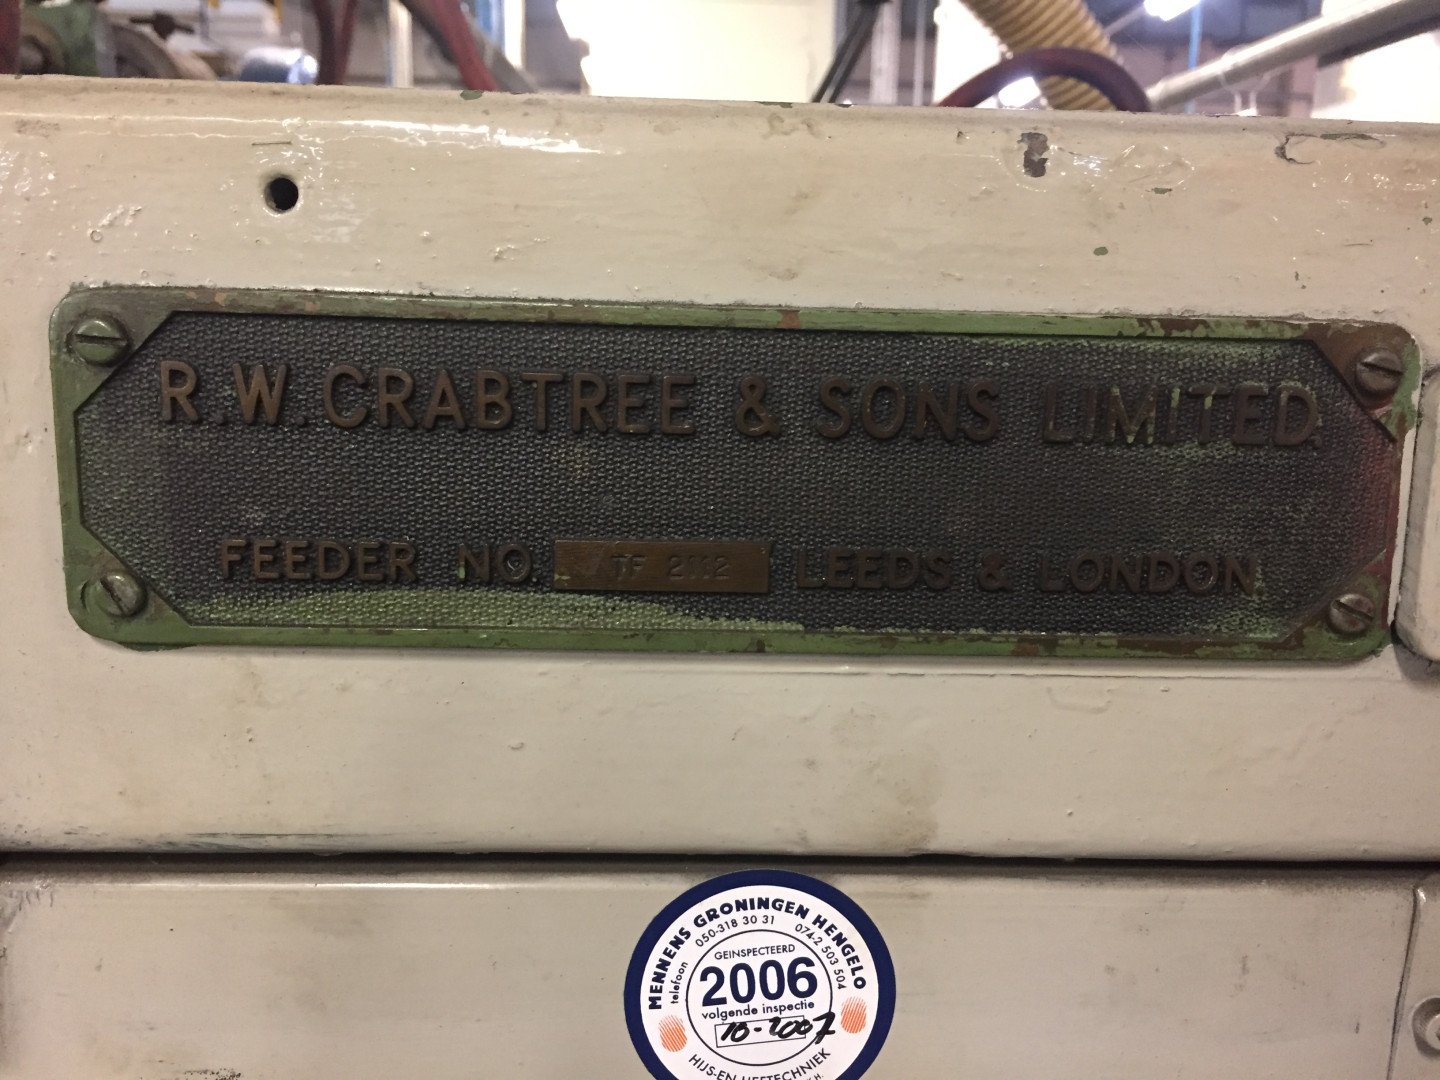 R.W. CRABTREE & SONS LIMITED.
FEEDER NO. TF 2112 LEEDS & LONDON.
MENNENS GRONINGEN HENGELO
telefoon 050-318 30 31 074-2 503 504
GEINSPECTEERD
2006
volgende inspectie
10-2007
HIJS-EN HEFTECHNIEK